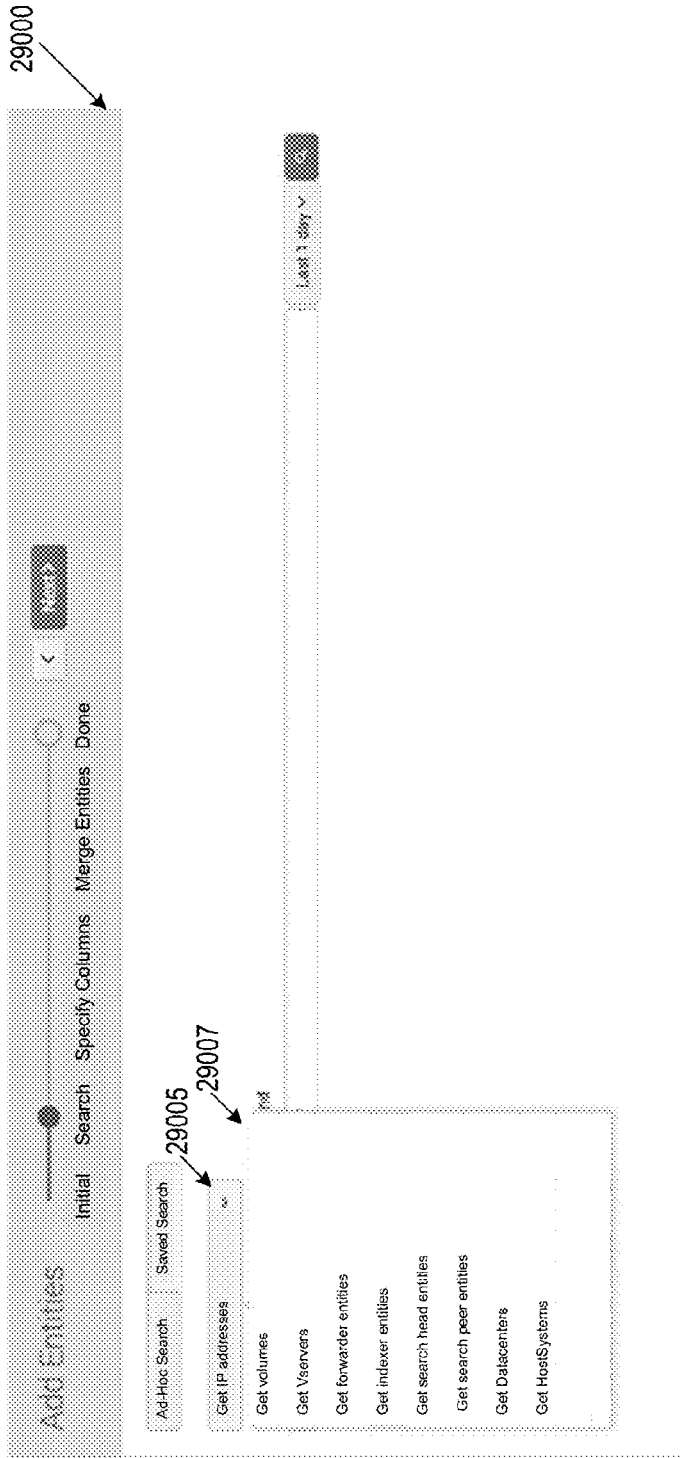 29000
Add Entities
Initial Search Specify Columns Merge Entities Done
Next >
Ad-Hoc Search Saved Search
29005
Get IP addresses
29007
Get volumes
Get Vservers
Get forwarder entities
Get indexer entities
Get search head entities
Get search peer entities
Get Datacenters
Get HostSystems
Last 1 day